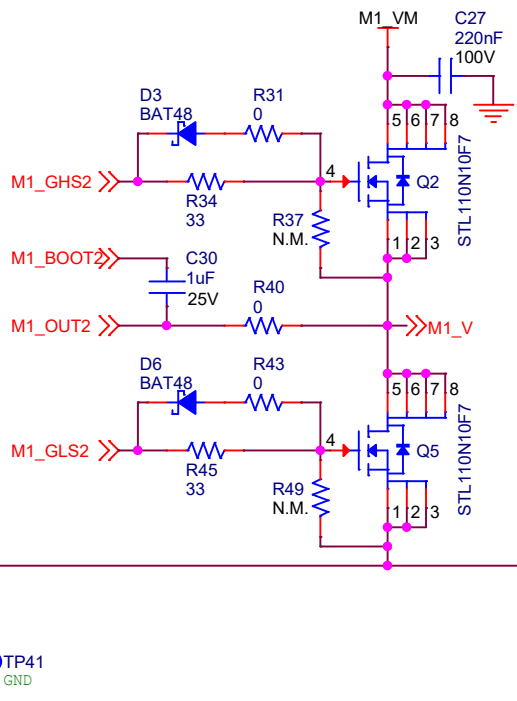 M1_VM
C27
220nF
100V
D3
BAT48
R31
0
5 6 7 8
M1_GHS2
4
Q2
STL110N10F7
R34
33
R37
N.M.
1 2 3
M1_BOOT2
C30
1uF
25V
R40
0
M1_OUT2
M1_V
D6
BAT48
R43
0
5 6 7 8
M1_GLS2
4
Q5
STL110N10F7
R45
33
R49
N.M.
1 2 3
TP41
GND